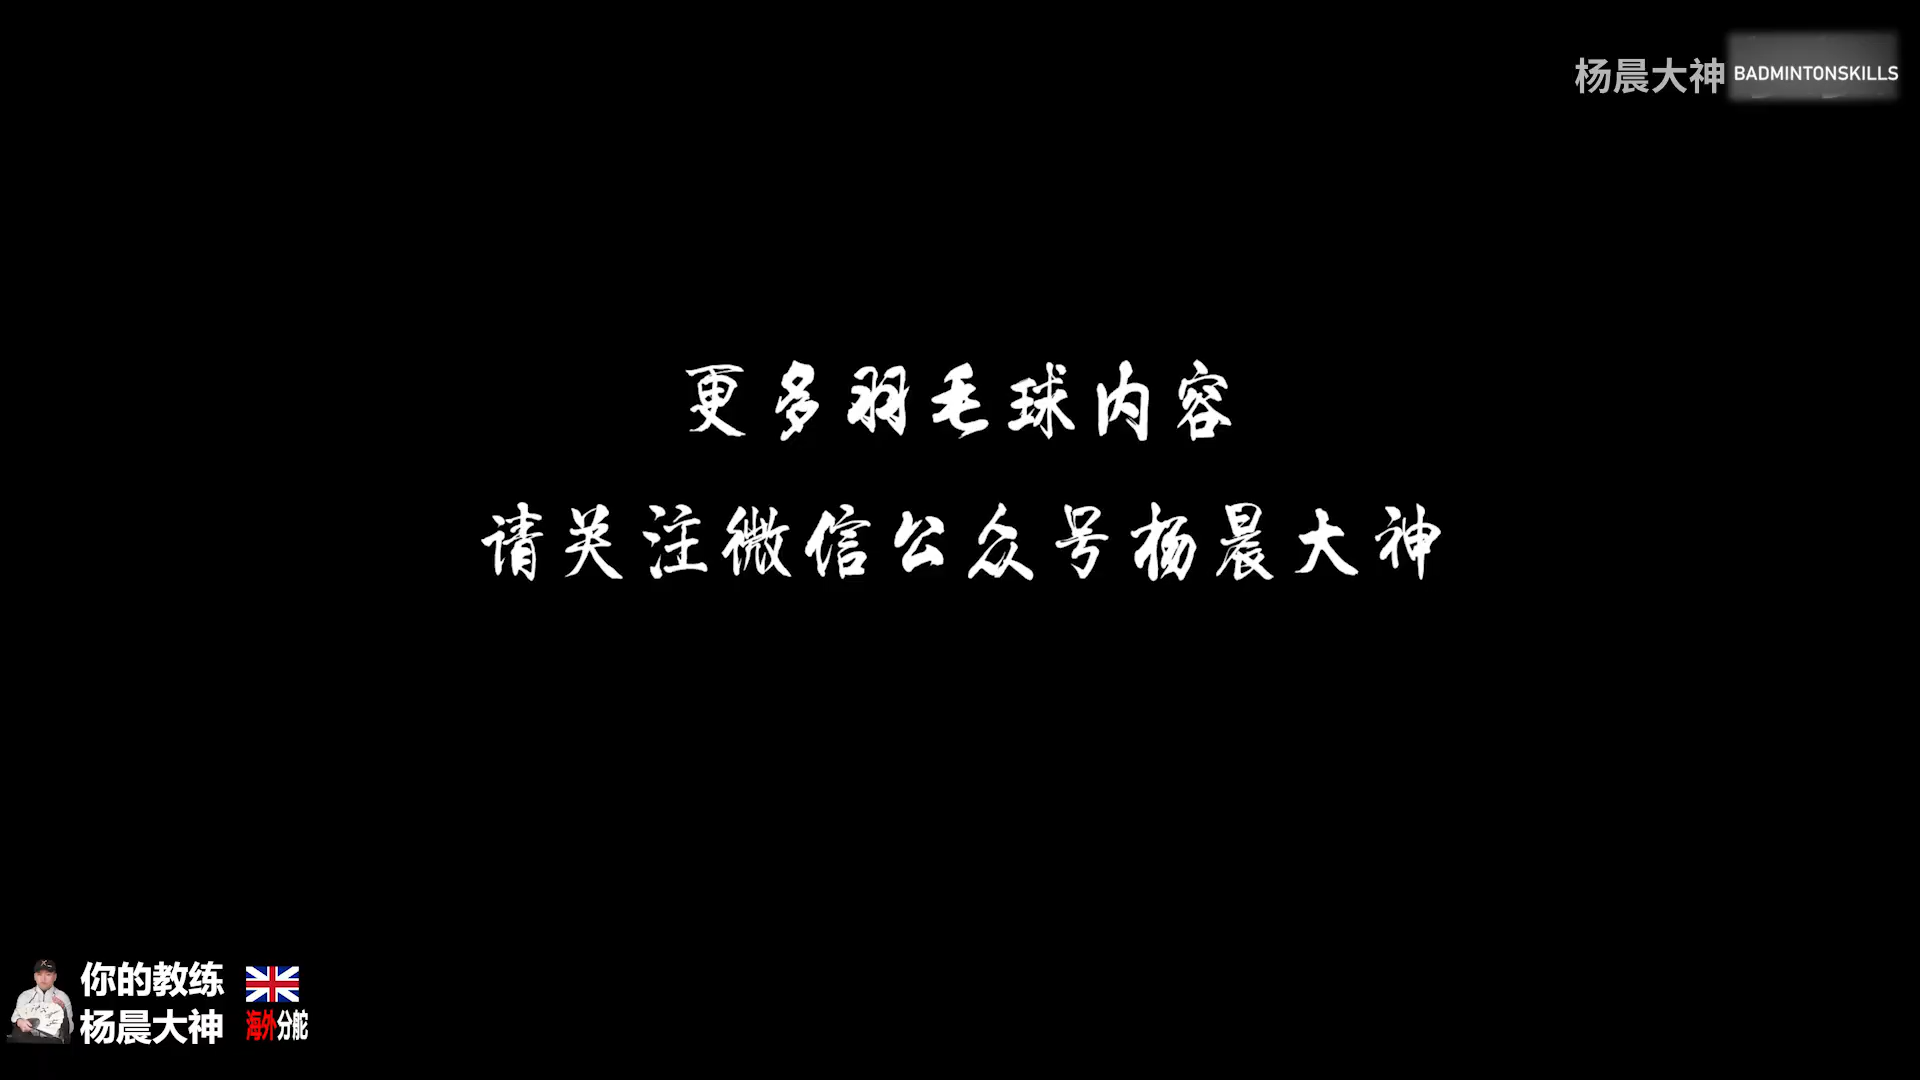 杨晨大神 BADMINTONSKILLS
更多羽毛球内容
请关注微信公众号杨晨大神
你的教练
杨晨大神
海外分舵